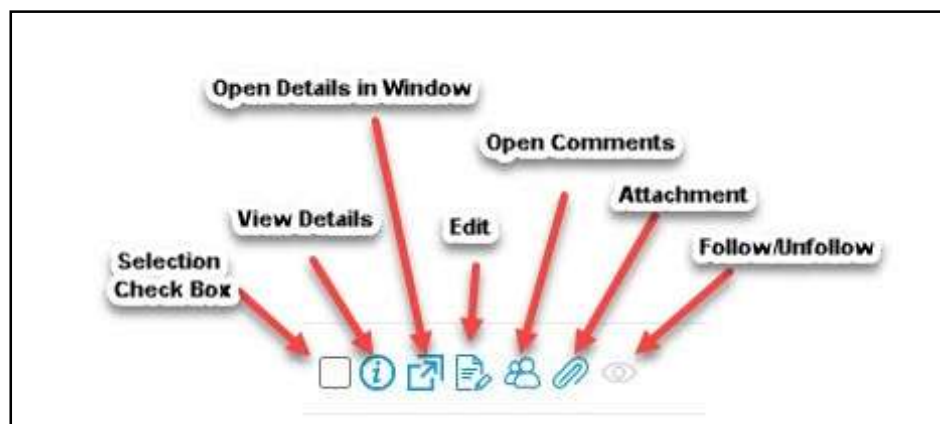 Open Details in Window
Open Comments
Attachment
View Details
Edit
Follow/Unfollow
Selection
Check Box